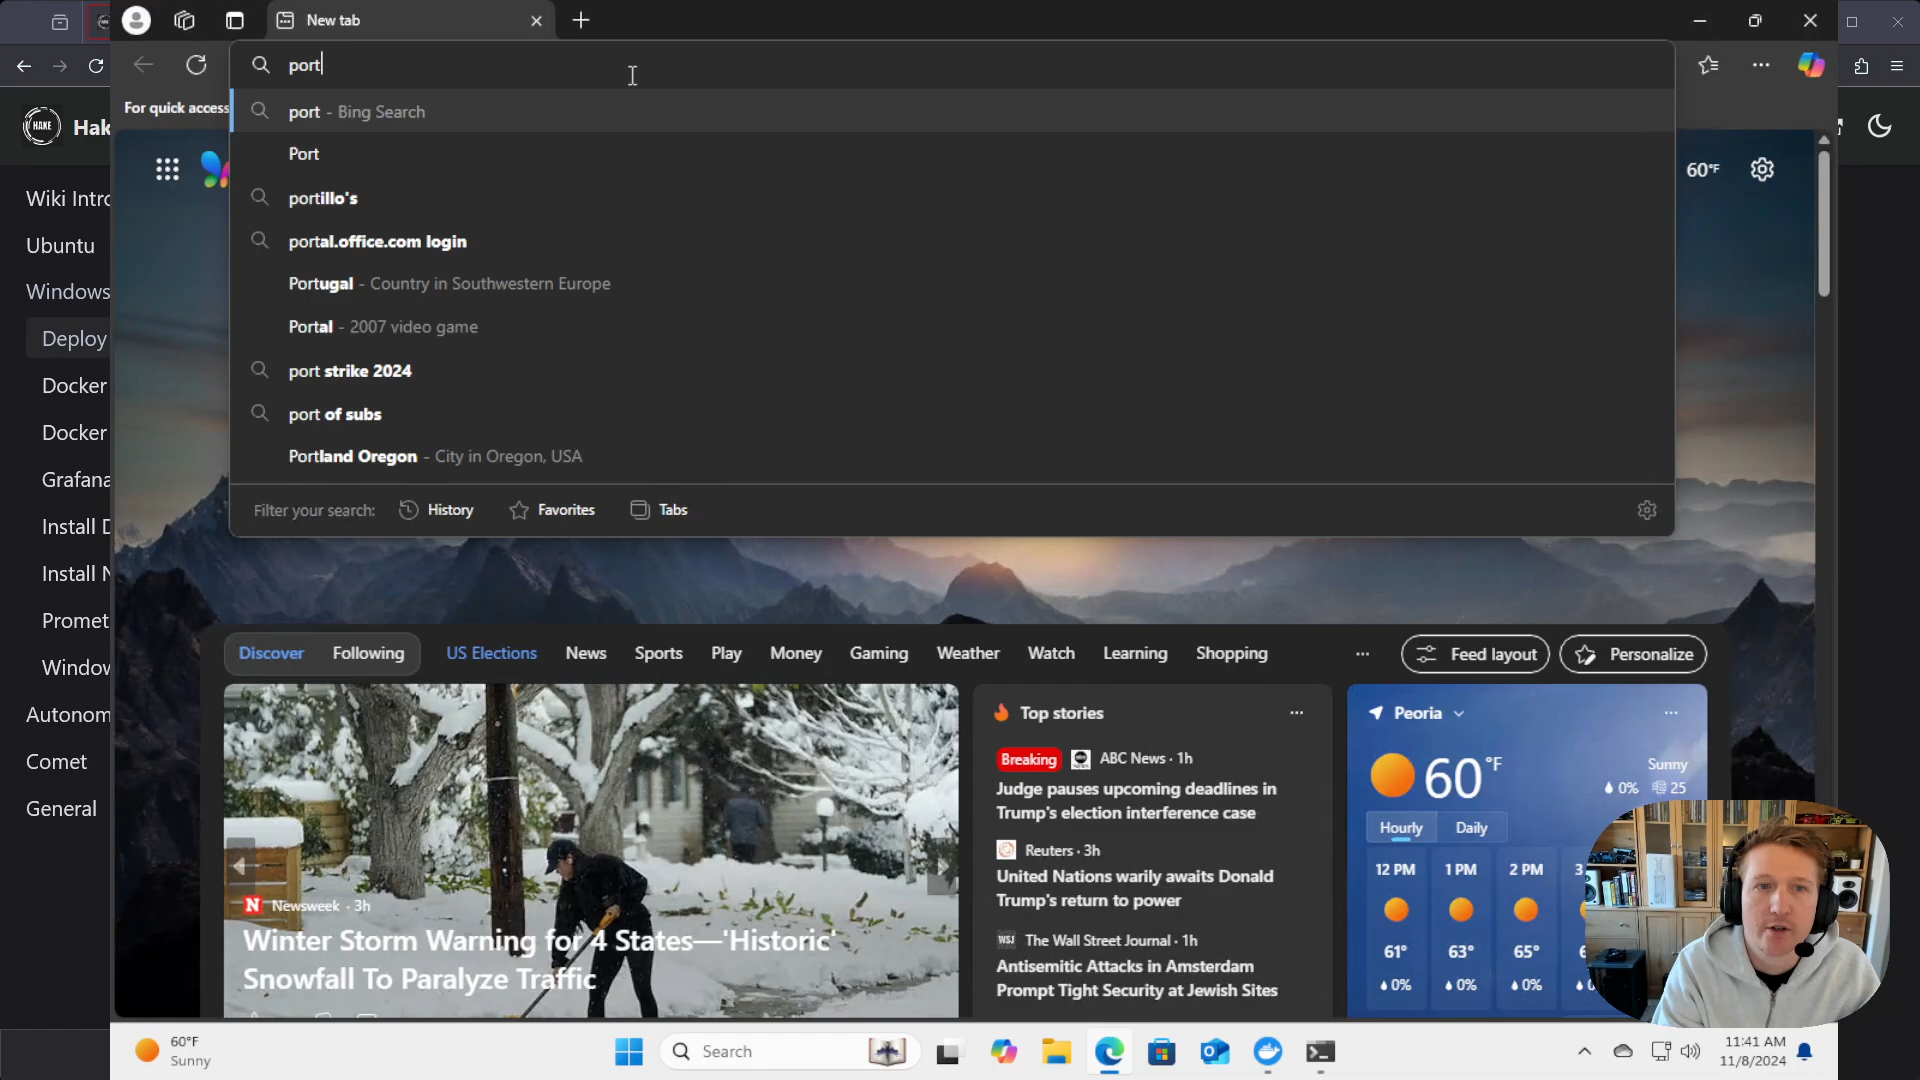 New tab
port
For quick access
port - Bing Search
Port
portillo's
portal.office.com login
Portugal - Country in Southwestern Europe
Portal - 2007 video game
port strike 2024
port of subs
Portland Oregon - City in Oregon, USA
Filter your search:
History
Favorites
Tabs
60°F
HAKE
Hak
Wiki Intro
Ubuntu
Windows
Deploy
Docker
Docker
Grafana
Install D
Install N
Promet
Window
Autonom
Comet
General
Discover
Following
US Elections
News
Sports
Play
Money
Gaming
Weather
Watch
Learning
Shopping
Feed layout
Personalize
Newsweek · 3h
Winter Storm Warning for 4 States—'Historic'
Snowfall To Paralyze Traffic
Top stories
Breaking
ABC News · 1h
Judge pauses upcoming deadlines in
Trump's election interference case
Reuters · 3h
United Nations warily awaits Donald
Trump's return to power
WSJ
The Wall Street Journal · 1h
Antisemitic Attacks in Amsterdam
Prompt Tight Security at Jewish Sites
Peoria
60 °F
Sunny
0%
25
Hourly
Daily
12 PM
1 PM
2 PM
61°
63°
65°
0%
0%
0%
60°F
Sunny
Search
11:41 AM
11/8/2024